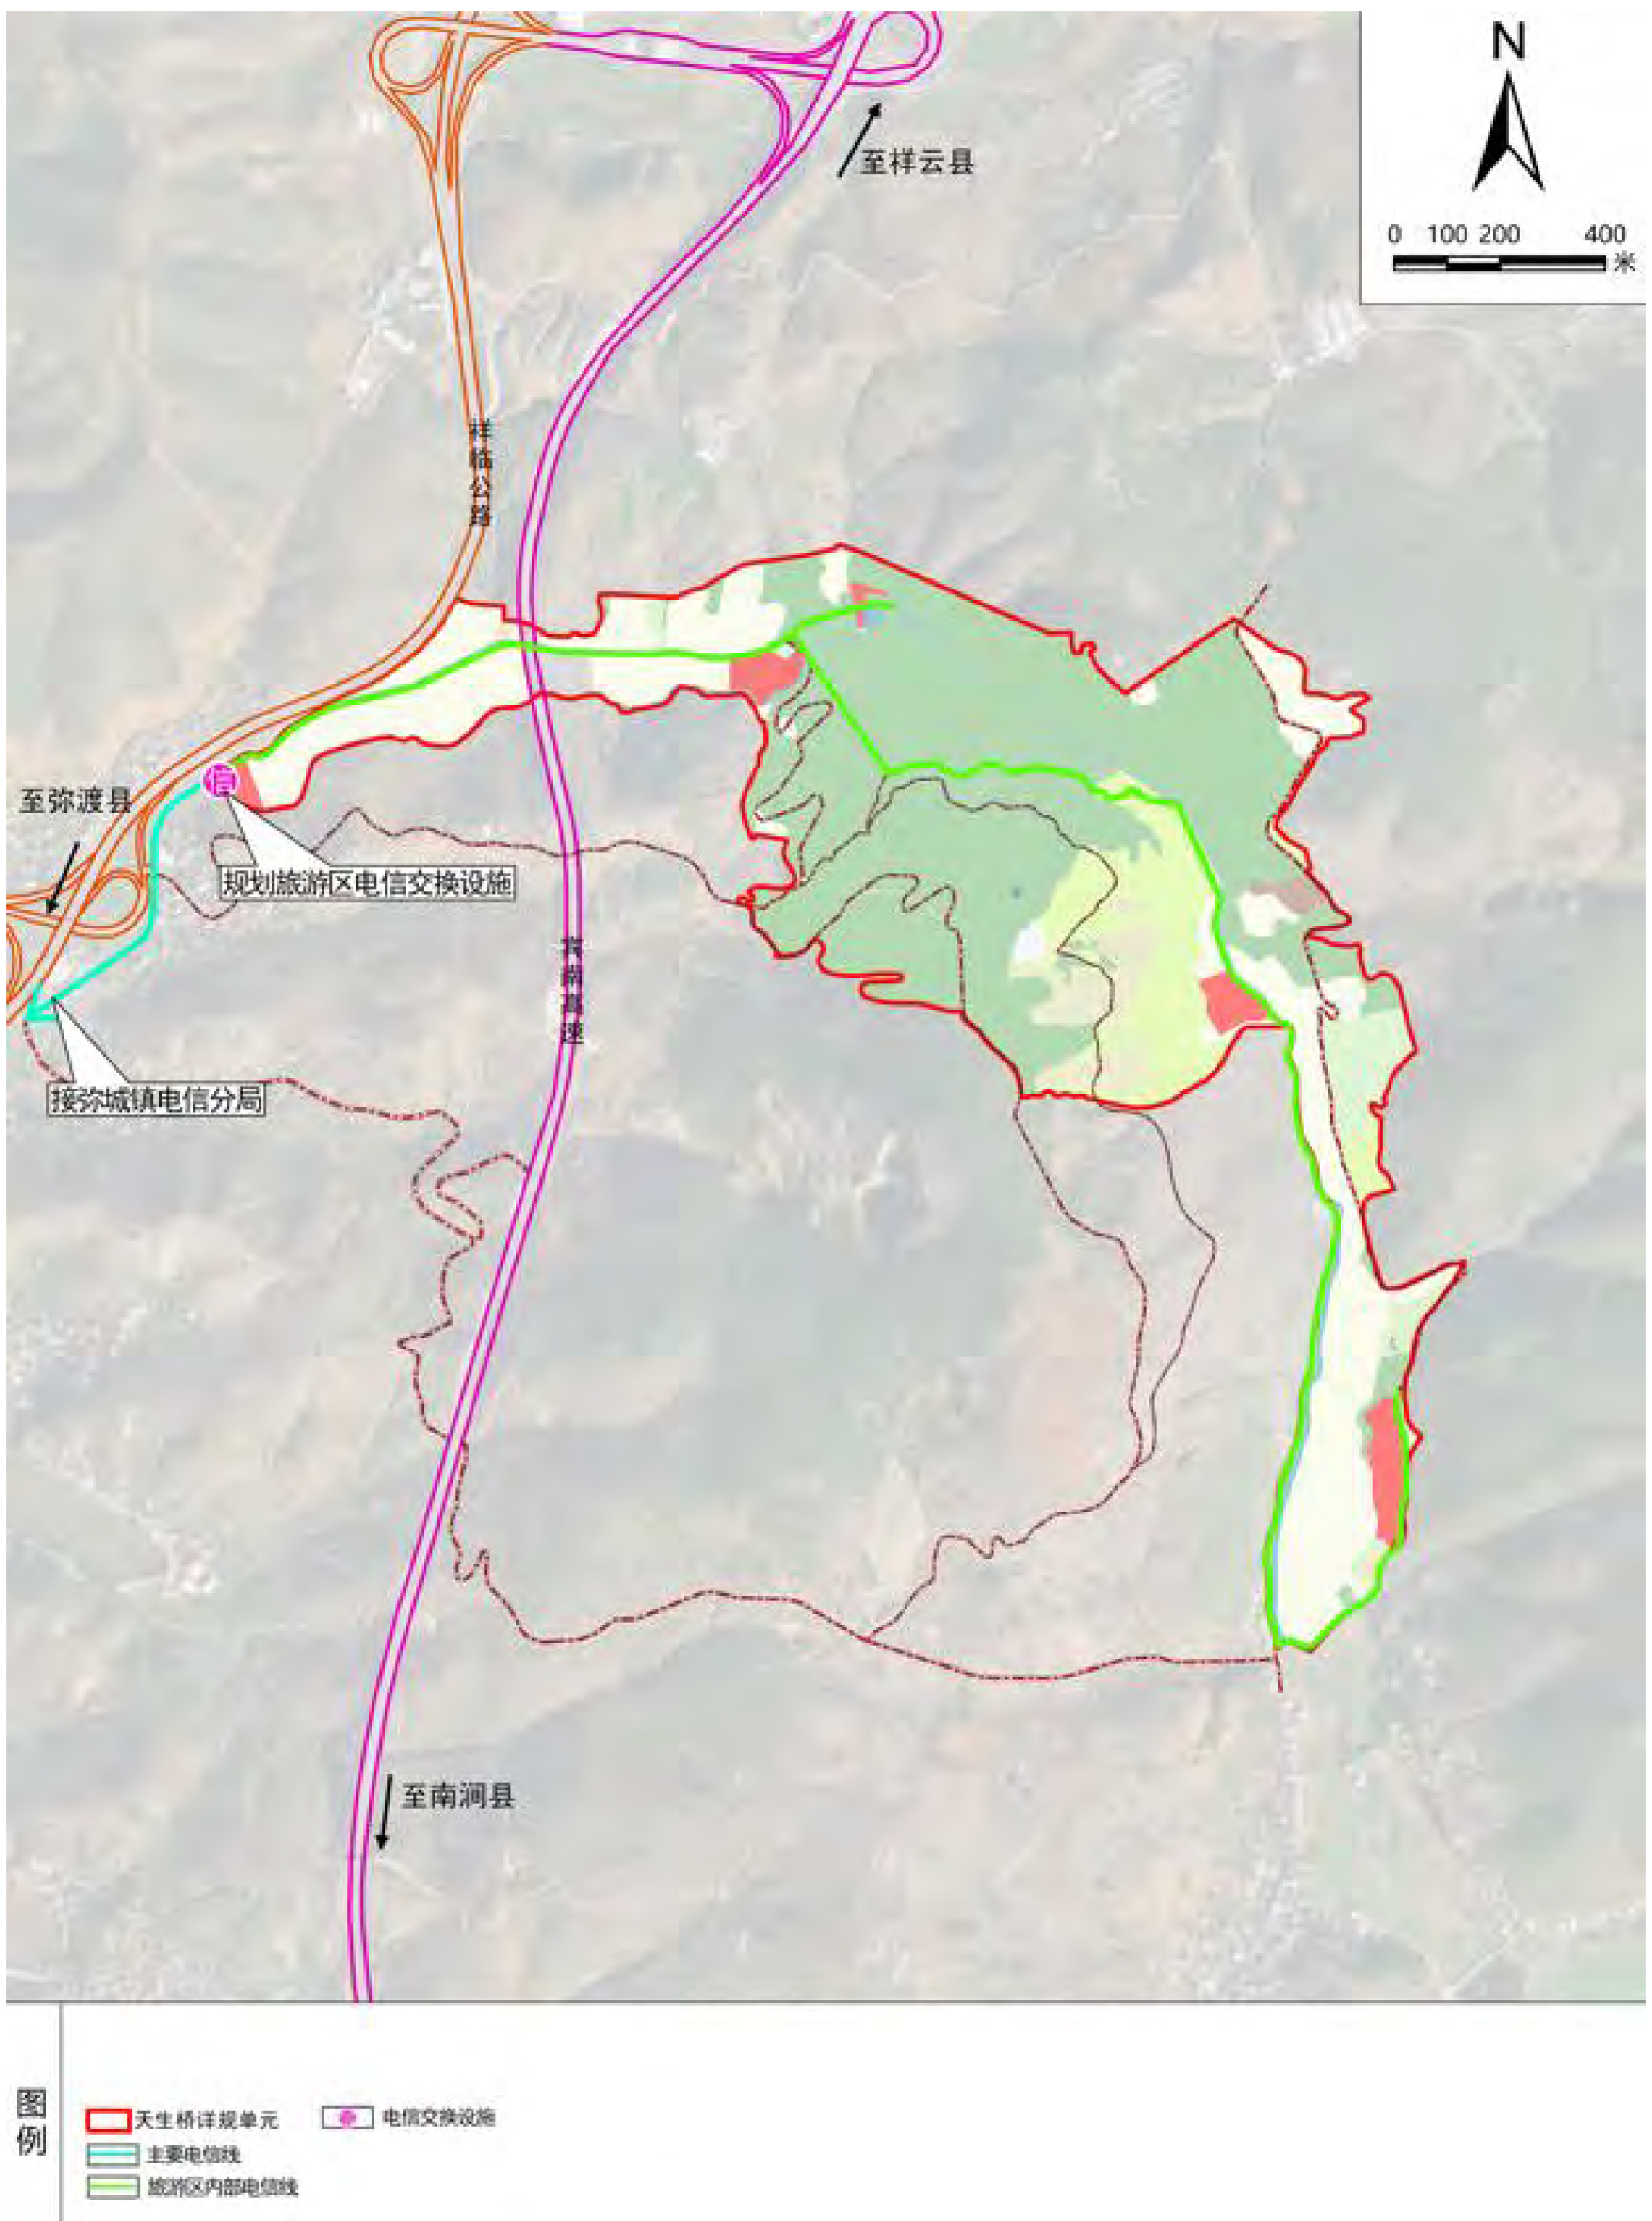 N
0 100 200 400
米
至祥云县
祥临公路
至弥渡县
信
规划旅游区电信交换设施
宾南高速
接弥城镇电信分局
至南涧县
图例
天生桥详规单元
电信交换设施
主要电信线
旅游区内部电信线